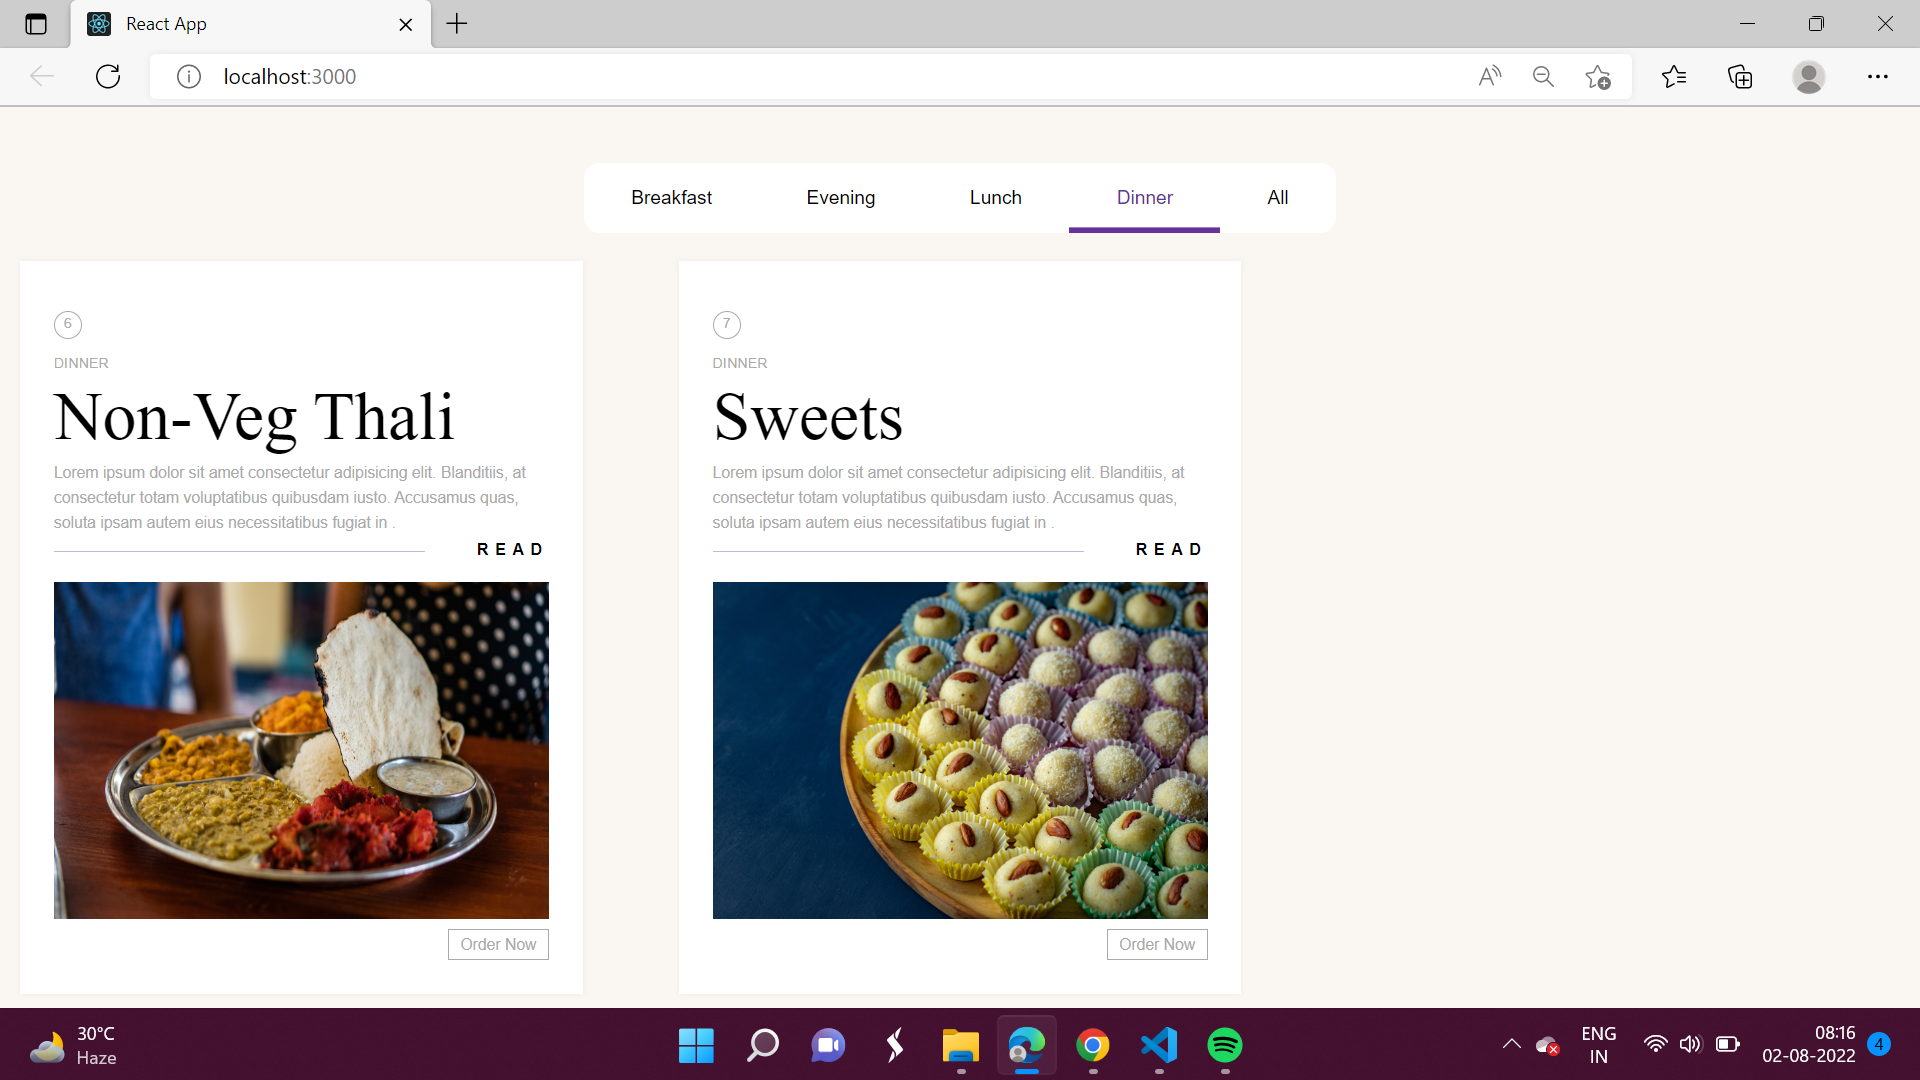 React App
localhost:3000
Breakfast
Evening
Lunch
Dinner
All
6
DINNER
Non-Veg Thali
Lorem ipsum dolor sit amet consectetur adipisicing elit. Blanditiis, at
consectetur totam voluptatibus quibusdam iusto. Accusamus quas,
soluta ipsam autem eius necessitatibus fugiat in .
READ
Order Now
7
DINNER
Sweets
Lorem ipsum dolor sit amet consectetur adipisicing elit. Blanditiis, at
consectetur totam voluptatibus quibusdam iusto. Accusamus quas,
soluta ipsam autem eius necessitatibus fugiat in .
READ
Order Now
30°C
Haze
ENG
IN
08:16
02-08-2022
4